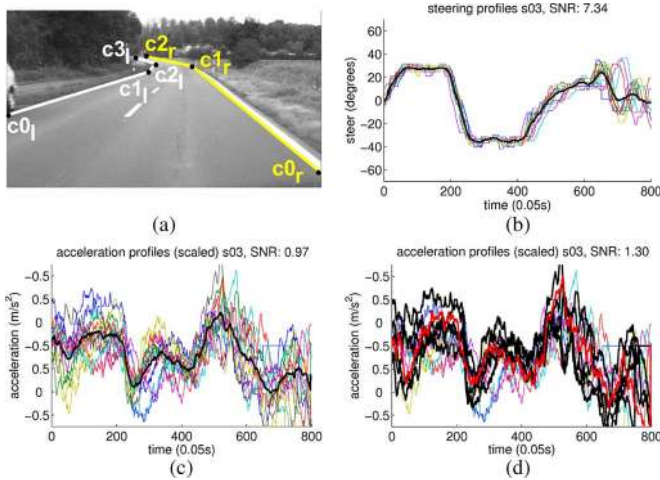 c3l
c2r
c1r
c2l
c1l
c0l
c0r
(a)
steering profiles s03, SNR: 7.34
steer (degrees)
60
40
20
0
−20
−40
−60
0 200 400 600 800
time (0.05s)
(b)
acceleration profiles (scaled) s03, SNR: 0.97
acceleration (m/s²)
−0.5
0.5
0
−0.5
0
−0.5
0 200 400 600 800
time (0.05s)
(c)
acceleration profiles (scaled) s03, SNR: 1.30
acceleration (m/s²)
−0.5
0.5
0
−0.5
0
−0.5
0 200 400 600 800
time (0.05s)
(d)